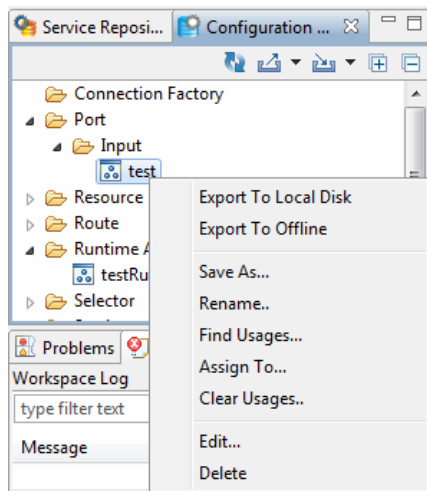 Service Reposi... Configuration ...
Connection Factory
Port
Input
test
Resource
Export To Local Disk
Route
Export To Offline
Runtime A
testRu
Save As...
Selector
Rename..
Find Usages...
Problems
Assign To...
Workspace Log
Clear Usages..
type filter text
Message
Edit...
Delete